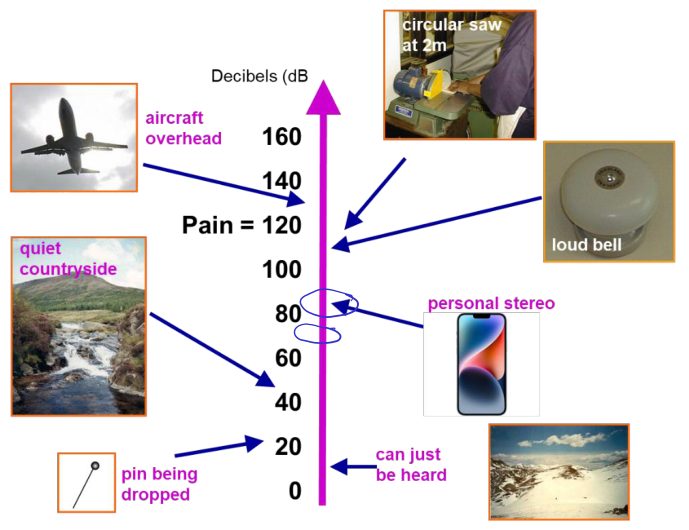 circular saw
at 2m
Decibels (dB
aircraft
overhead
160
140
Pain = 120
100
80
60
40
20
0
loud bell
quiet
countryside
personal stereo
pin being
dropped
can just
be heard